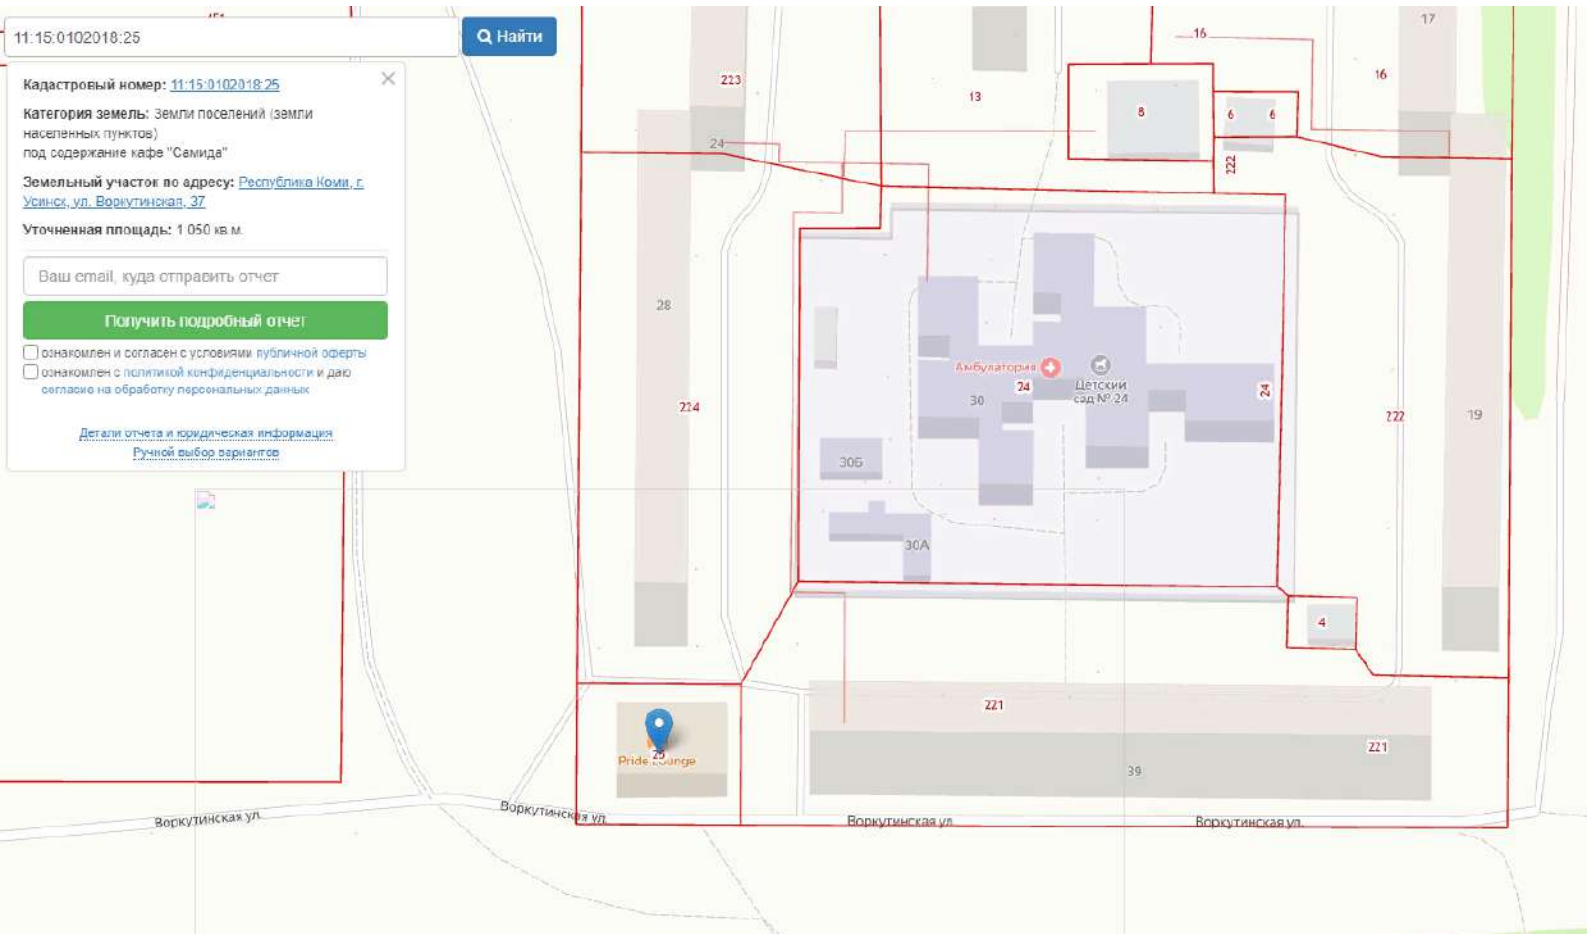 451
11:15:0102018:25
Найти
Кадастровый номер: 11:15:0102018:25
Категория земель: Земли поселений (земли
населенных пунктов)
под содержание кафе "Самида"
Земельный участок по адресу: Республика Коми, г.
Усинск, ул. Воркутинская, 37
Уточненная площадь: 1 050 кв.м.
Ваш email, куда отправить отчет
Получить подробный отчет
ознакомлен и согласен с условиями публичной оферты
ознакомлен с политикой конфиденциальности и даю
согласие на обработку персональных данных
Детали отчета и юридическая информация
Ручной выбор вариантов
17
16
16
223
13
8
6
6
24
222
28
Амбулатория
24
Детский
сад № 24
30
24
224
222
19
30Б
30А
4
221
221
25
Pride Lounge
39
Воркутинская ул.
Воркутинская ул.
Воркутинская ул.
Воркутинская ул.